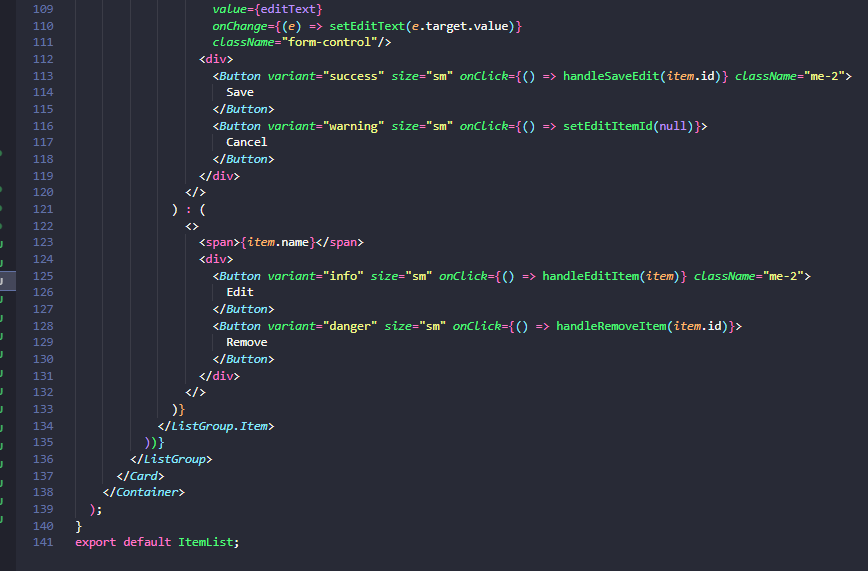 109 value={editText}
110 onChange={(e) => setEditText(e.target.value)}
111 className="form-control"/>
112 <div>
113 <Button variant="success" size="sm" onClick={() => handleSaveEdit(item.id)} className="me-2">
114 Save
115 </Button>
116 <Button variant="warning" size="sm" onClick={() => setEditItemId(null)}>
117 Cancel
118 </Button>
119 </div>
120 </>
121 ) : (
122 <>
123 <span>{item.name}</span>
124 <div>
125 <Button variant="info" size="sm" onClick={() => handleEditItem(item)} className="me-2">
126 Edit
127 </Button>
128 <Button variant="danger" size="sm" onClick={() => handleRemoveItem(item.id)}>
129 Remove
130 </Button>
131 </div>
132 </>
133 )}
134 </ListGroup.Item>
135 ))}
136 </ListGroup>
137 </Card>
138 </Container>
139 );
140 }
141 export default ItemList;